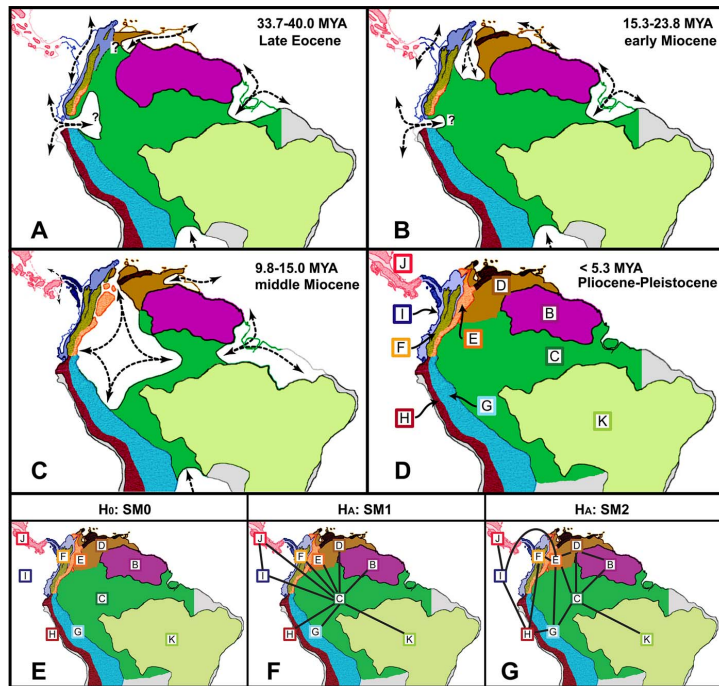 33.7-40.0 MYA
Late Eocene
?
?
A
15.3-23.8 MYA
early Miocene
?
B
9.8-15.0 MYA
middle Miocene
C
< 5.3 MYA
Pliocene-Pleistocene
J
D
I
B
F
E
C
G
H
K
D
H0: SM0
HA: SM1
HA: SM2
J
D
F
E
B
I
C
H
G
K
E
J
D
F
E
B
I
C
H
G
K
F
J
D
F
E
B
I
C
H
G
K
G